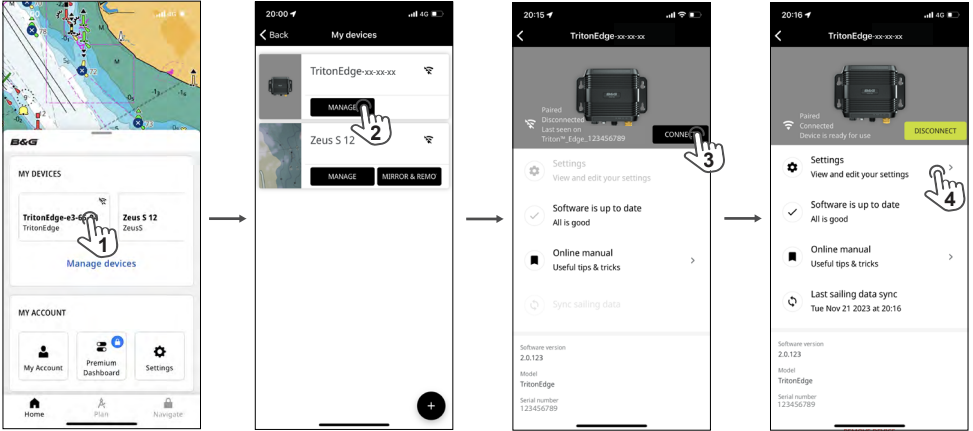 4G
M
M
78
72
73
9
B&G
MY DEVICES
TritonEdge-e3-6
TritonEdge
Zeus S 12
ZeusS
1
Manage devices
MY ACCOUNT
My Account
Premium
Dashboard
Settings
Home
Plan
Navigate
20:00
4G
Back
My devices
TritonEdge-xx-xx-xx
MANAGE
2
Zeus S 12
MANAGE
MIRROR & REMO
+
20:15
TritonEdge-xx-xx-xx
Paired
Disconnected
Last seen on
Triton™_Edge_123456789
CONNE
3
Settings
View and edit your settings
Software is up to date
All is good
Online manual
Useful tips & tricks
Sync sailing data
Software version
2.0.123
Model
TritonEdge
Serial number
123456789
20:16
4G
TritonEdge-xx-xx-xx
Paired
Connected
Device is ready for use
DISCONNECT
Settings
View and edit your settings
4
Software is up to date
All is good
Online manual
Useful tips & tricks
Last sailing data sync
Tue Nov 21 2023 at 20:16
Software version
2.0.123
Model
TritonEdge
Serial number
123456789